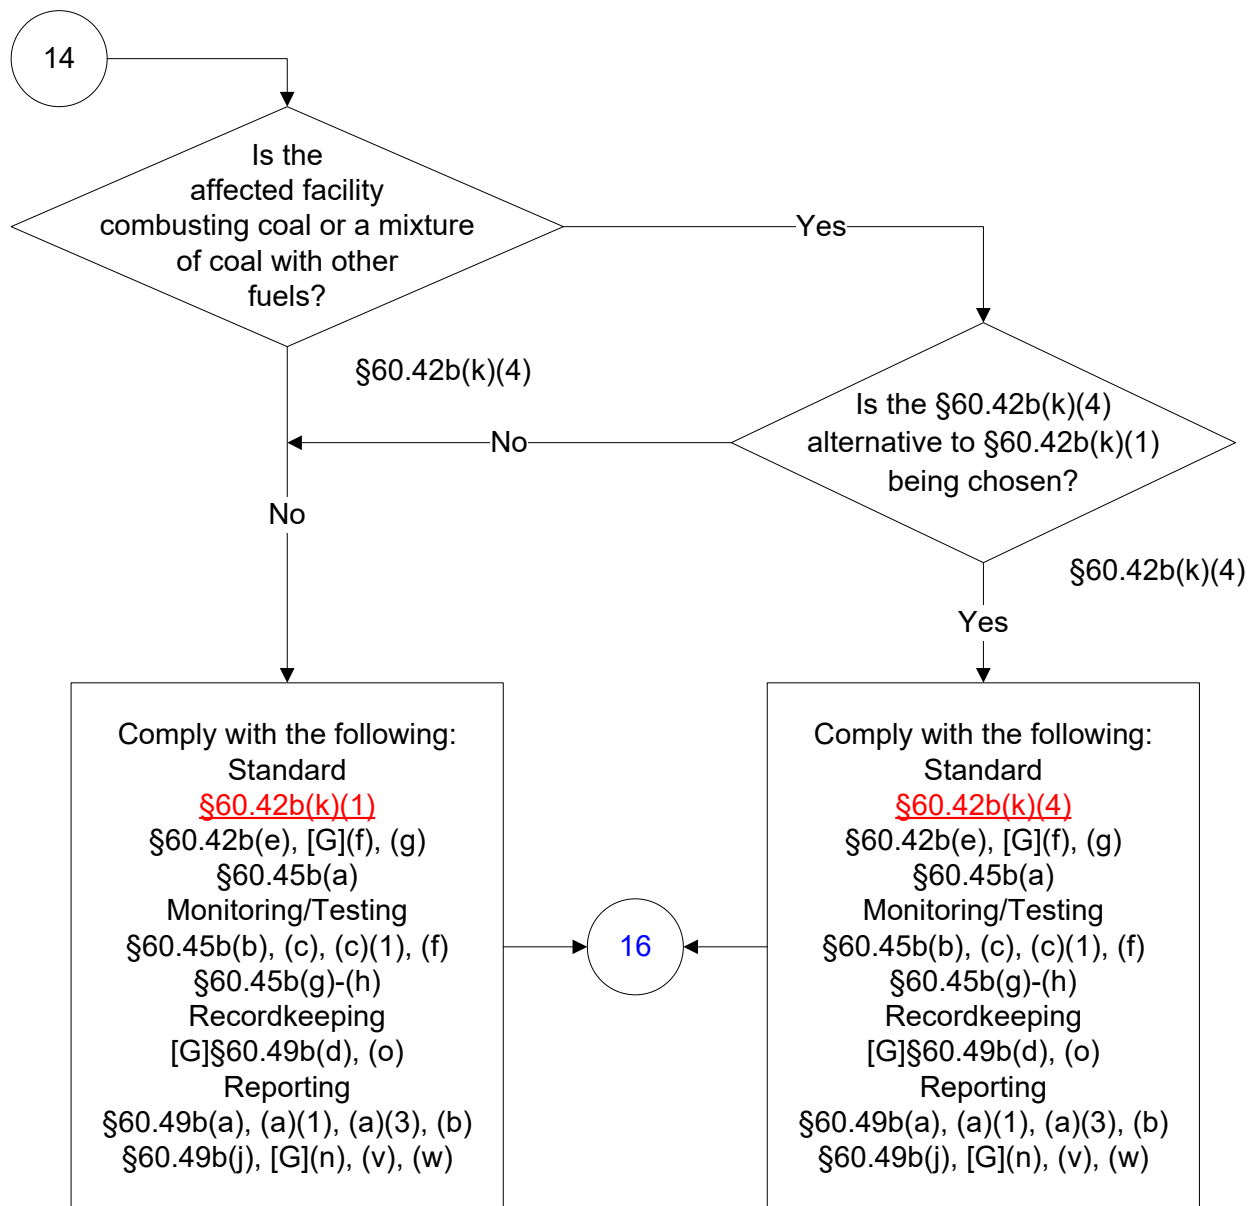 14
Is the
affected facility
combusting coal or a mixture
of coal with other
fuels?
Yes
§60.42b(k)(4)
Is the §60.42b(k)(4)
alternative to §60.42b(k)(1)
being chosen?
No
No
§60.42b(k)(4)
Yes
Comply with the following:
Standard
§60.42b(k)(1)
§60.42b(e), [G](f), (g)
§60.45b(a)
Monitoring/Testing
§60.45b(b), (c), (c)(1), (f)
§60.45b(g)-(h)
Recordkeeping
[G]§60.49b(d), (o)
Reporting
§60.49b(a), (a)(1), (a)(3), (b)
§60.49b(j), [G](n), (v), (w)
16
Comply with the following:
Standard
§60.42b(k)(4)
§60.42b(e), [G](f), (g)
§60.45b(a)
Monitoring/Testing
§60.45b(b), (c), (c)(1), (f)
§60.45b(g)-(h)
Recordkeeping
[G]§60.49b(d), (o)
Reporting
§60.49b(a), (a)(1), (a)(3), (b)
§60.49b(j), [G](n), (v), (w)